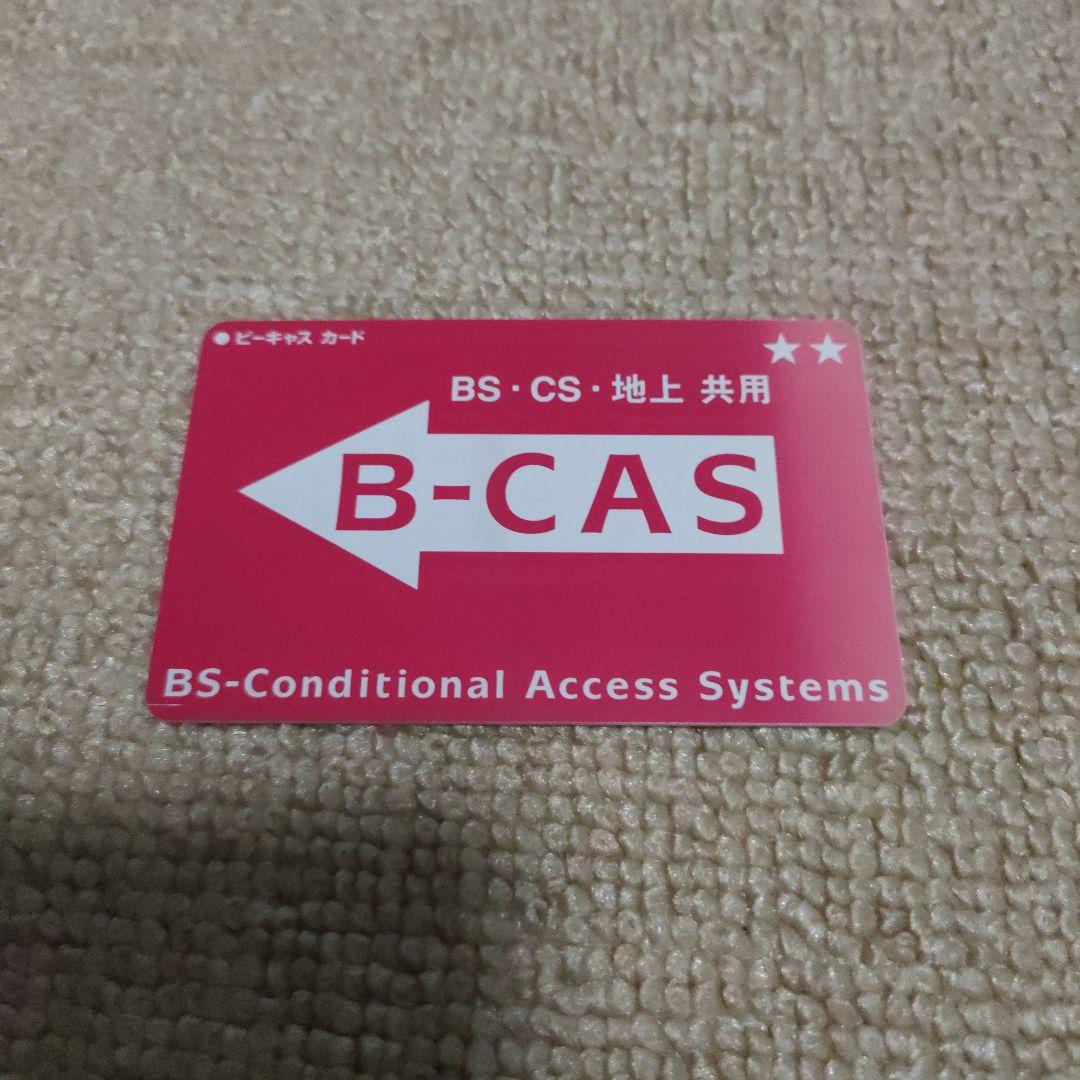 ●ビーキャス カード
★★
BS・CS・地上 共用
B-CAS
BS-Conditional Access Systems